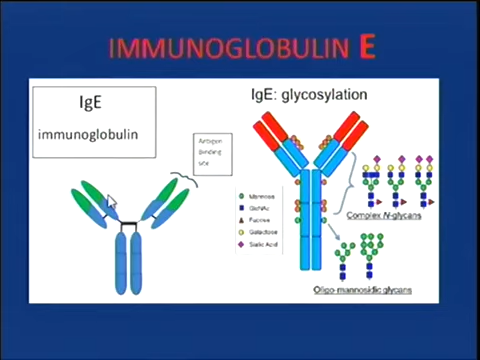 IMMUNOGLOBULIN E
IgE
immunoglobulin
Antigen
Binding
site
IgE: glycosylation
Mannose
GlcNAc
Fucose
Galactose
Sialic Acid
Complex N-glycans
Oligo mannosidic glycans